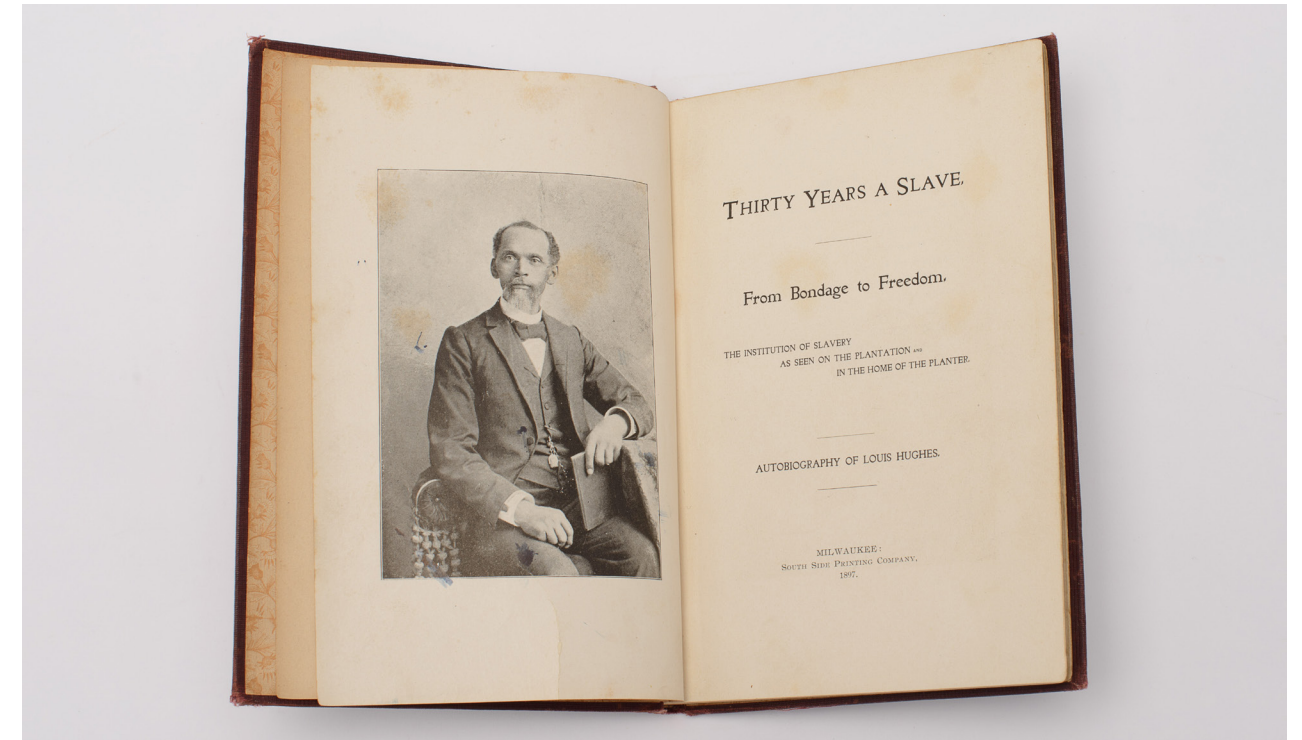 THIRTY YEARS A SLAVE.
From Bondage to Freedom.
THE INSTITUTION OF SLAVERY
AS SEEN ON THE PLANTATION AND
IN THE HOME OF THE PLANTER.
AUTOBIOGRAPHY OF LOUIS HUGHES.
MILWAUKEE:
SOUTH SIDE PRINTING COMPANY.
1897.